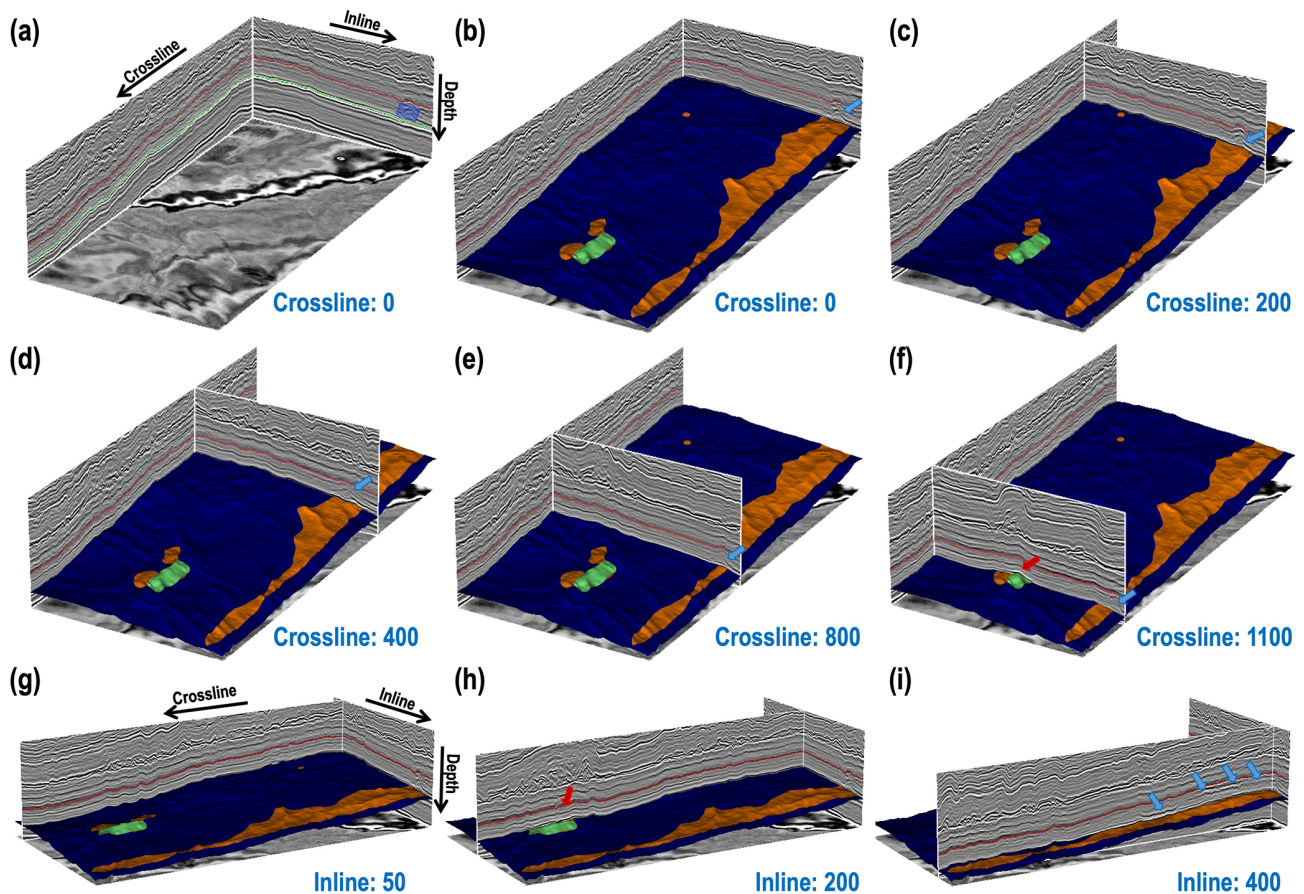 (a)
Inline
Crossline
Depth
Crossline: 0
(b)
Crossline: 0
(c)
Crossline: 200
(d)
Crossline: 400
(e)
Crossline: 800
(f)
Crossline: 1100
(g)
Crossline
Inline
Depth
Inline: 50
(h)
Inline: 200
(i)
Inline: 400